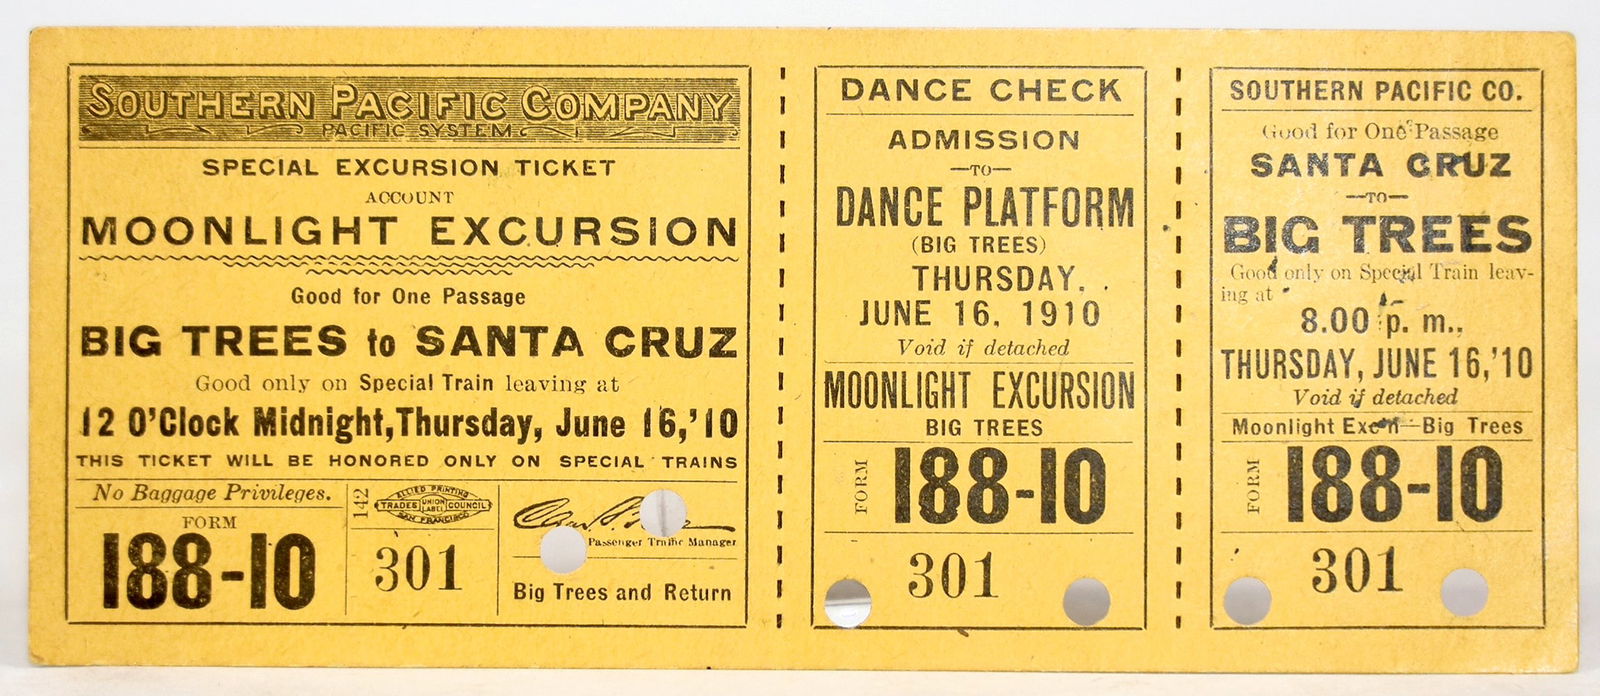 SOUTHERN PACIFIC COMPANY
PACIFIC SYSTEM
SPECIAL EXCURSION TICKET
ACCOUNT
MOONLIGHT EXCURSION
Good for One Passage
BIG TREES to SANTA CRUZ
Good only on Special Train leaving at
12 O'Clock Midnight, Thursday, June 16,'10
THIS TICKET WILL BE HONORED ONLY ON SPECIAL TRAINS
No Baggage Privileges.
FORM
188-10
142
ALLIED PRINTING
TRADES UNION LABEL COUNCIL
SAN FRANCISCO
301
Passenger Traffic Manager
Big Trees and Return
DANCE CHECK
ADMISSION
—TO—
DANCE PLATFORM
(BIG TREES)
THURSDAY.
JUNE 16, 1910
Void if detached
MOONLIGHT EXCURSION
BIG TREES
FORM 188-10
301
SOUTHERN PACIFIC CO.
Good for One Passage
SANTA CRUZ
—TO—
BIG TREES
Good only on Special Train leav-
ing at
8.00 p. m.,
THURSDAY, JUNE 16,'10
Void if detached
Moonlight Exc'n—Big Trees
FORM 188-10
301